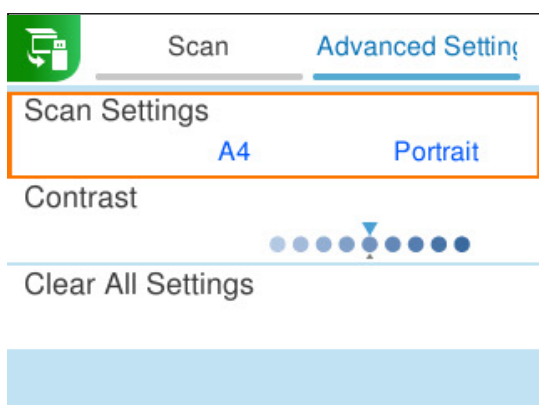 Scan Advanced Setting
Scan Settings
A4 Portrait
Contrast
Clear All Settings